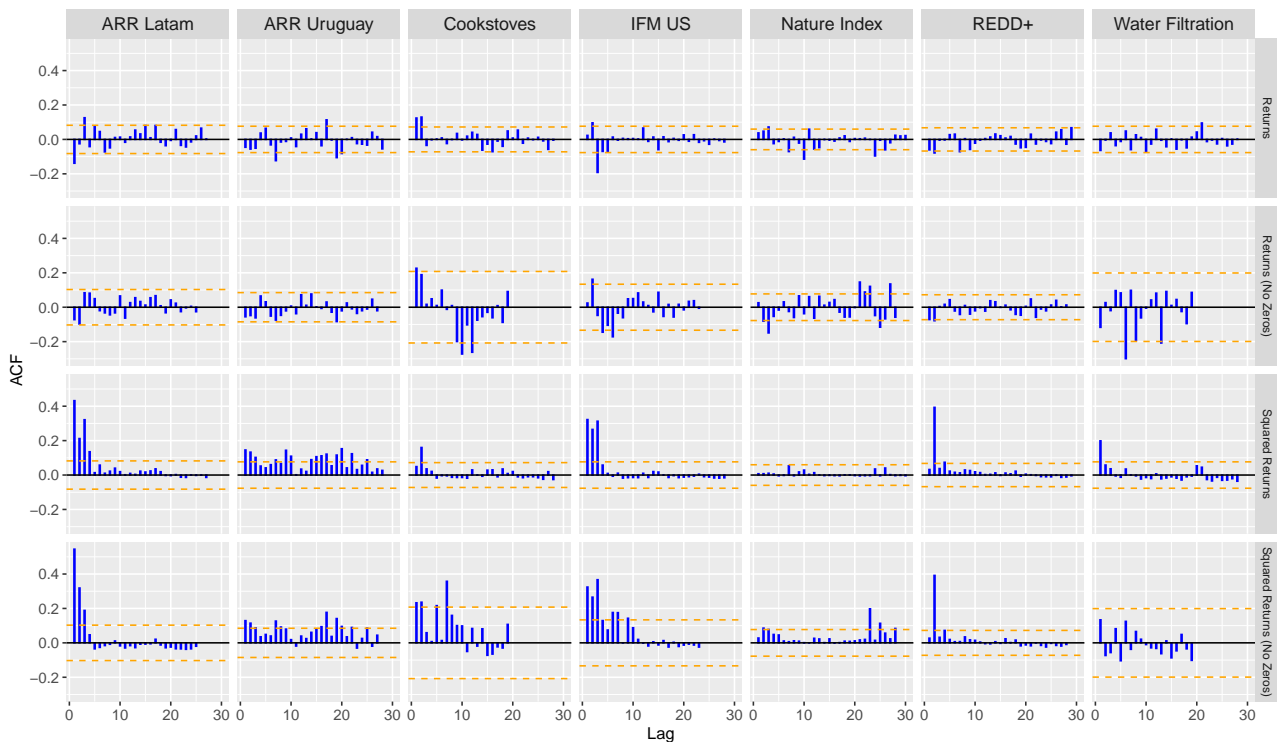 ARR Latam ARR Uruguay Cookstoves IFM US Nature Index REDD+ Water Filtration
0.4
0.2
0.0
−0.2
Returns
0.4
0.2
0.0
−0.2
Returns (No Zeros)
ACF
0.4
0.2
0.0
−0.2
Squared Returns
0.4
0.2
0.0
−0.2
Squared Returns (No Zeros)
0 10 20 30 0 10 20 30 0 10 20 30 0 10 20 30 0 10 20 30 0 10 20 30 0 10 20 30
Lag